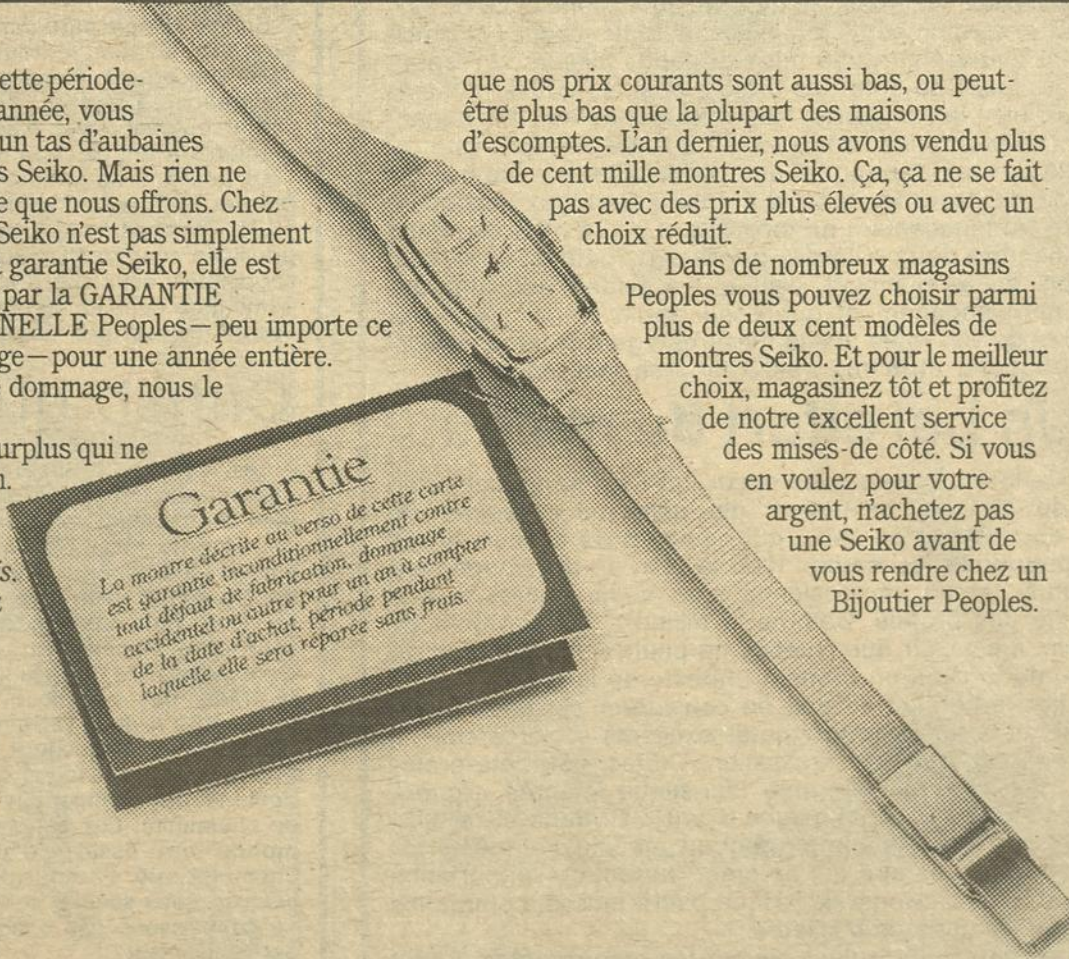 ette période-
année, vous
un tas d'aubaines
s Seiko. Mais rien ne
e que nous offrons. Chez
Seiko n'est pas simplement
garantie Seiko, elle est
par la GARANTIE
NELLE Peoples—peu importe ce
ge—pour une année entière.
dommage, nous le
urplus qui ne
n.
is.
Garantie
La montre décrite au verso de cette carte
est garantie inconditionnellement contre
tout défaut de fabrication, dommage
accidentel ou autre pour un an à compter
de la date d'achat, période pendant
laquelle elle sera réparée sans frais.
que nos prix courants sont aussi bas, ou peut-
être plus bas que la plupart des maisons
d'escomptes. L'an dernier, nous avons vendu plus
de cent mille montres Seiko. Ça, ça ne se fait
pas avec des prix plus élevés ou avec un
choix réduit.
Dans de nombreux magasins
Peoples vous pouvez choisir parmi
plus de deux cent modèles de
montres Seiko. Et pour le meilleur
choix, magasinez tôt et profitez
de notre excellent service
des mises-de côté. Si vous
en voulez pour votre
argent, n'achetez pas
une Seiko avant de
vous rendre chez un
Bijoutier Peoples.